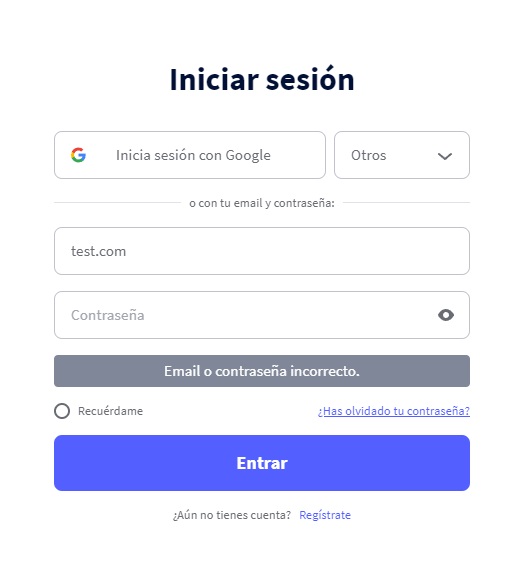 Iniciar sesión
Inicia sesión con Google
Otros
o con tu email y contraseña:
test.com
Contraseña
Email o contraseña incorrecto.
Recuérdame
¿Has olvidado tu contraseña?
Entrar
¿Aún no tienes cuenta? Regístrate